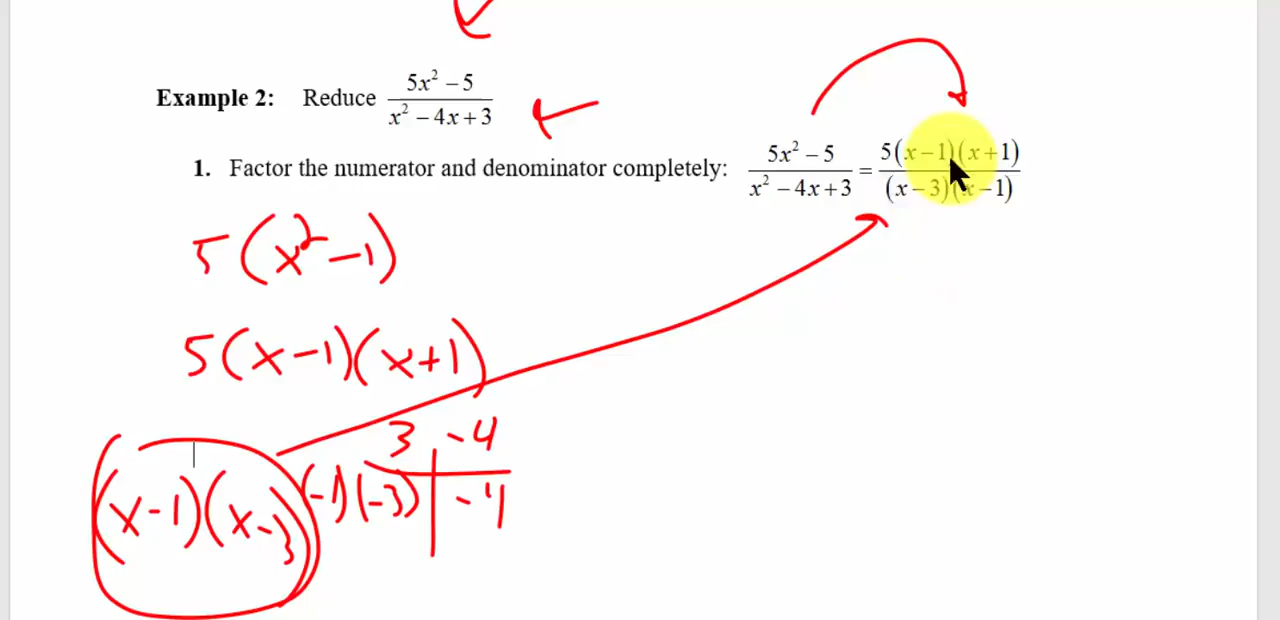 Example 2: Reduce (5x² − 5)/(x² − 4x + 3)
1. Factor the numerator and denominator completely: (5x² − 5)/(x² − 4x + 3) = 5(x − 1)(x + 1)/(x − 3)(x − 1)
5(x² − 1)
5(x − 1)(x + 1)
3 −4
(x − 1)(x − 3) (−1)(−3) | −4